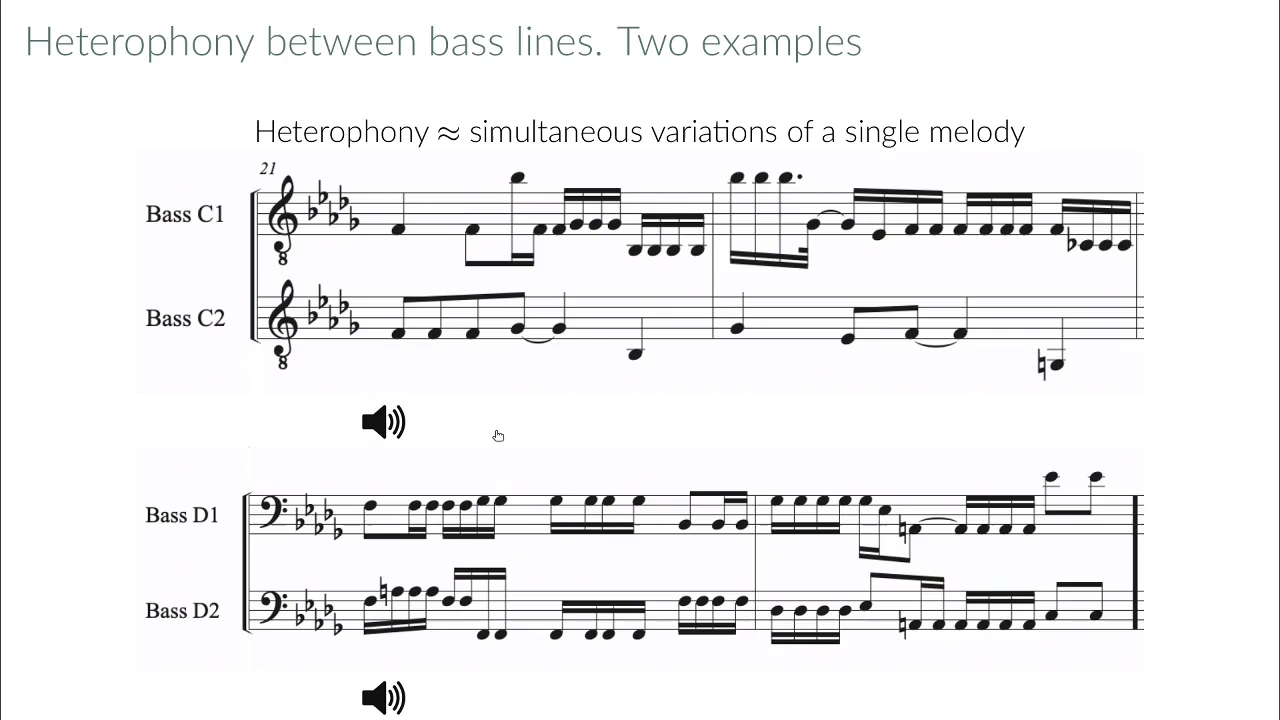 Heterophony between bass lines. Two examples
Heterophony ≈ simultaneous variations of a single melody
21
Bass C1
8
Bass C2
8
Bass D1
Bass D2